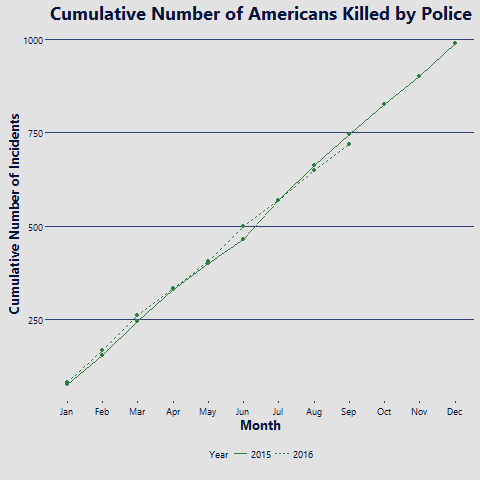 Cumulative Number of Americans Killed by Police
Cumulative Number of Incidents
1000
750
500
250
Jan Feb Mar Apr May Jun Jul Aug Sep Oct Nov Dec
Month
Year 2015 2016